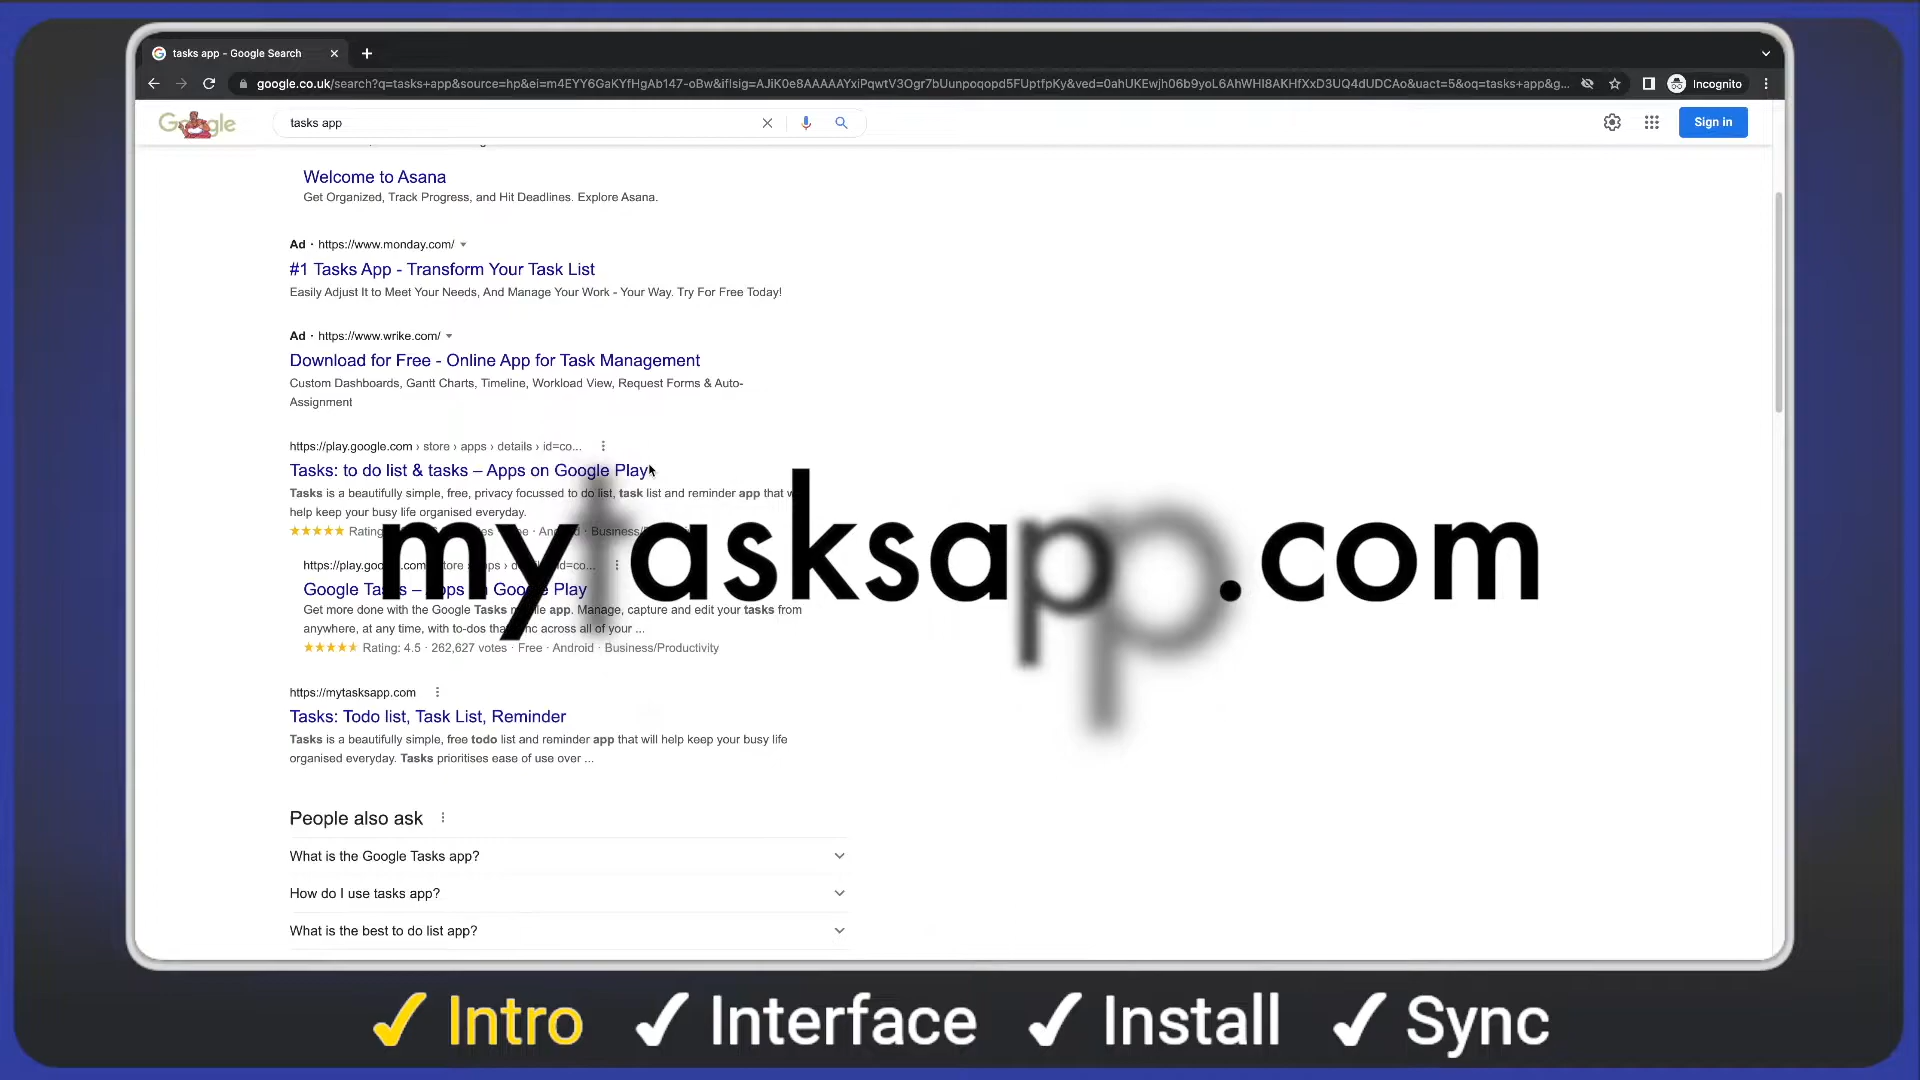 tasks app - Google Search
google.co.uk/search?q=tasks+app&source=hp&ei=m4EYY6GaKYfHgAb147-oBw&iflsig=AJiK0e8AAAAAYxiPqwtV3Ogr7bUunpoqopd5FUptfpKy&ved=0ahUKEwjh06b9yoL6AhWHI8AKHfXxD3UQ4dUDCAo&uact=5&oq=tasks+app&g...
Incognito
Google
tasks app
Sign in
Welcome to Asana
Get Organized, Track Progress, and Hit Deadlines. Explore Asana.
Ad · https://www.monday.com/
#1 Tasks App - Transform Your Task List
Easily Adjust It to Meet Your Needs, And Manage Your Work - Your Way. Try For Free Today!
Ad · https://www.wrike.com/
Download for Free - Online App for Task Management
Custom Dashboards, Gantt Charts, Timeline, Workload View, Request Forms & Auto-
Assignment
https://play.google.com › store › apps › details › id=co...
Tasks: to do list & tasks – Apps on Google Play
Tasks is a beautifully simple, free, privacy focussed to do list, task list and reminder app that
help keep your busy life organised everyday.
Rating
mytasksapp.com
Google Tasks – Apps on Google Play
Get more done with the Google Tasks mobile app. Manage, capture and edit your tasks from
anywhere, at any time, with to-dos that sync across all of your ...
Rating: 4.5 · 262,627 votes · Free · Android · Business/Productivity
https://mytasksapp.com
Tasks: Todo list, Task List, Reminder
Tasks is a beautifully simple, free todo list and reminder app that will help keep your busy life
organised everyday. Tasks prioritises ease of use over ...
People also ask
What is the Google Tasks app?
How do I use tasks app?
What is the best to do list app?
✓ Intro ✓ Interface ✓ Install ✓ Sync